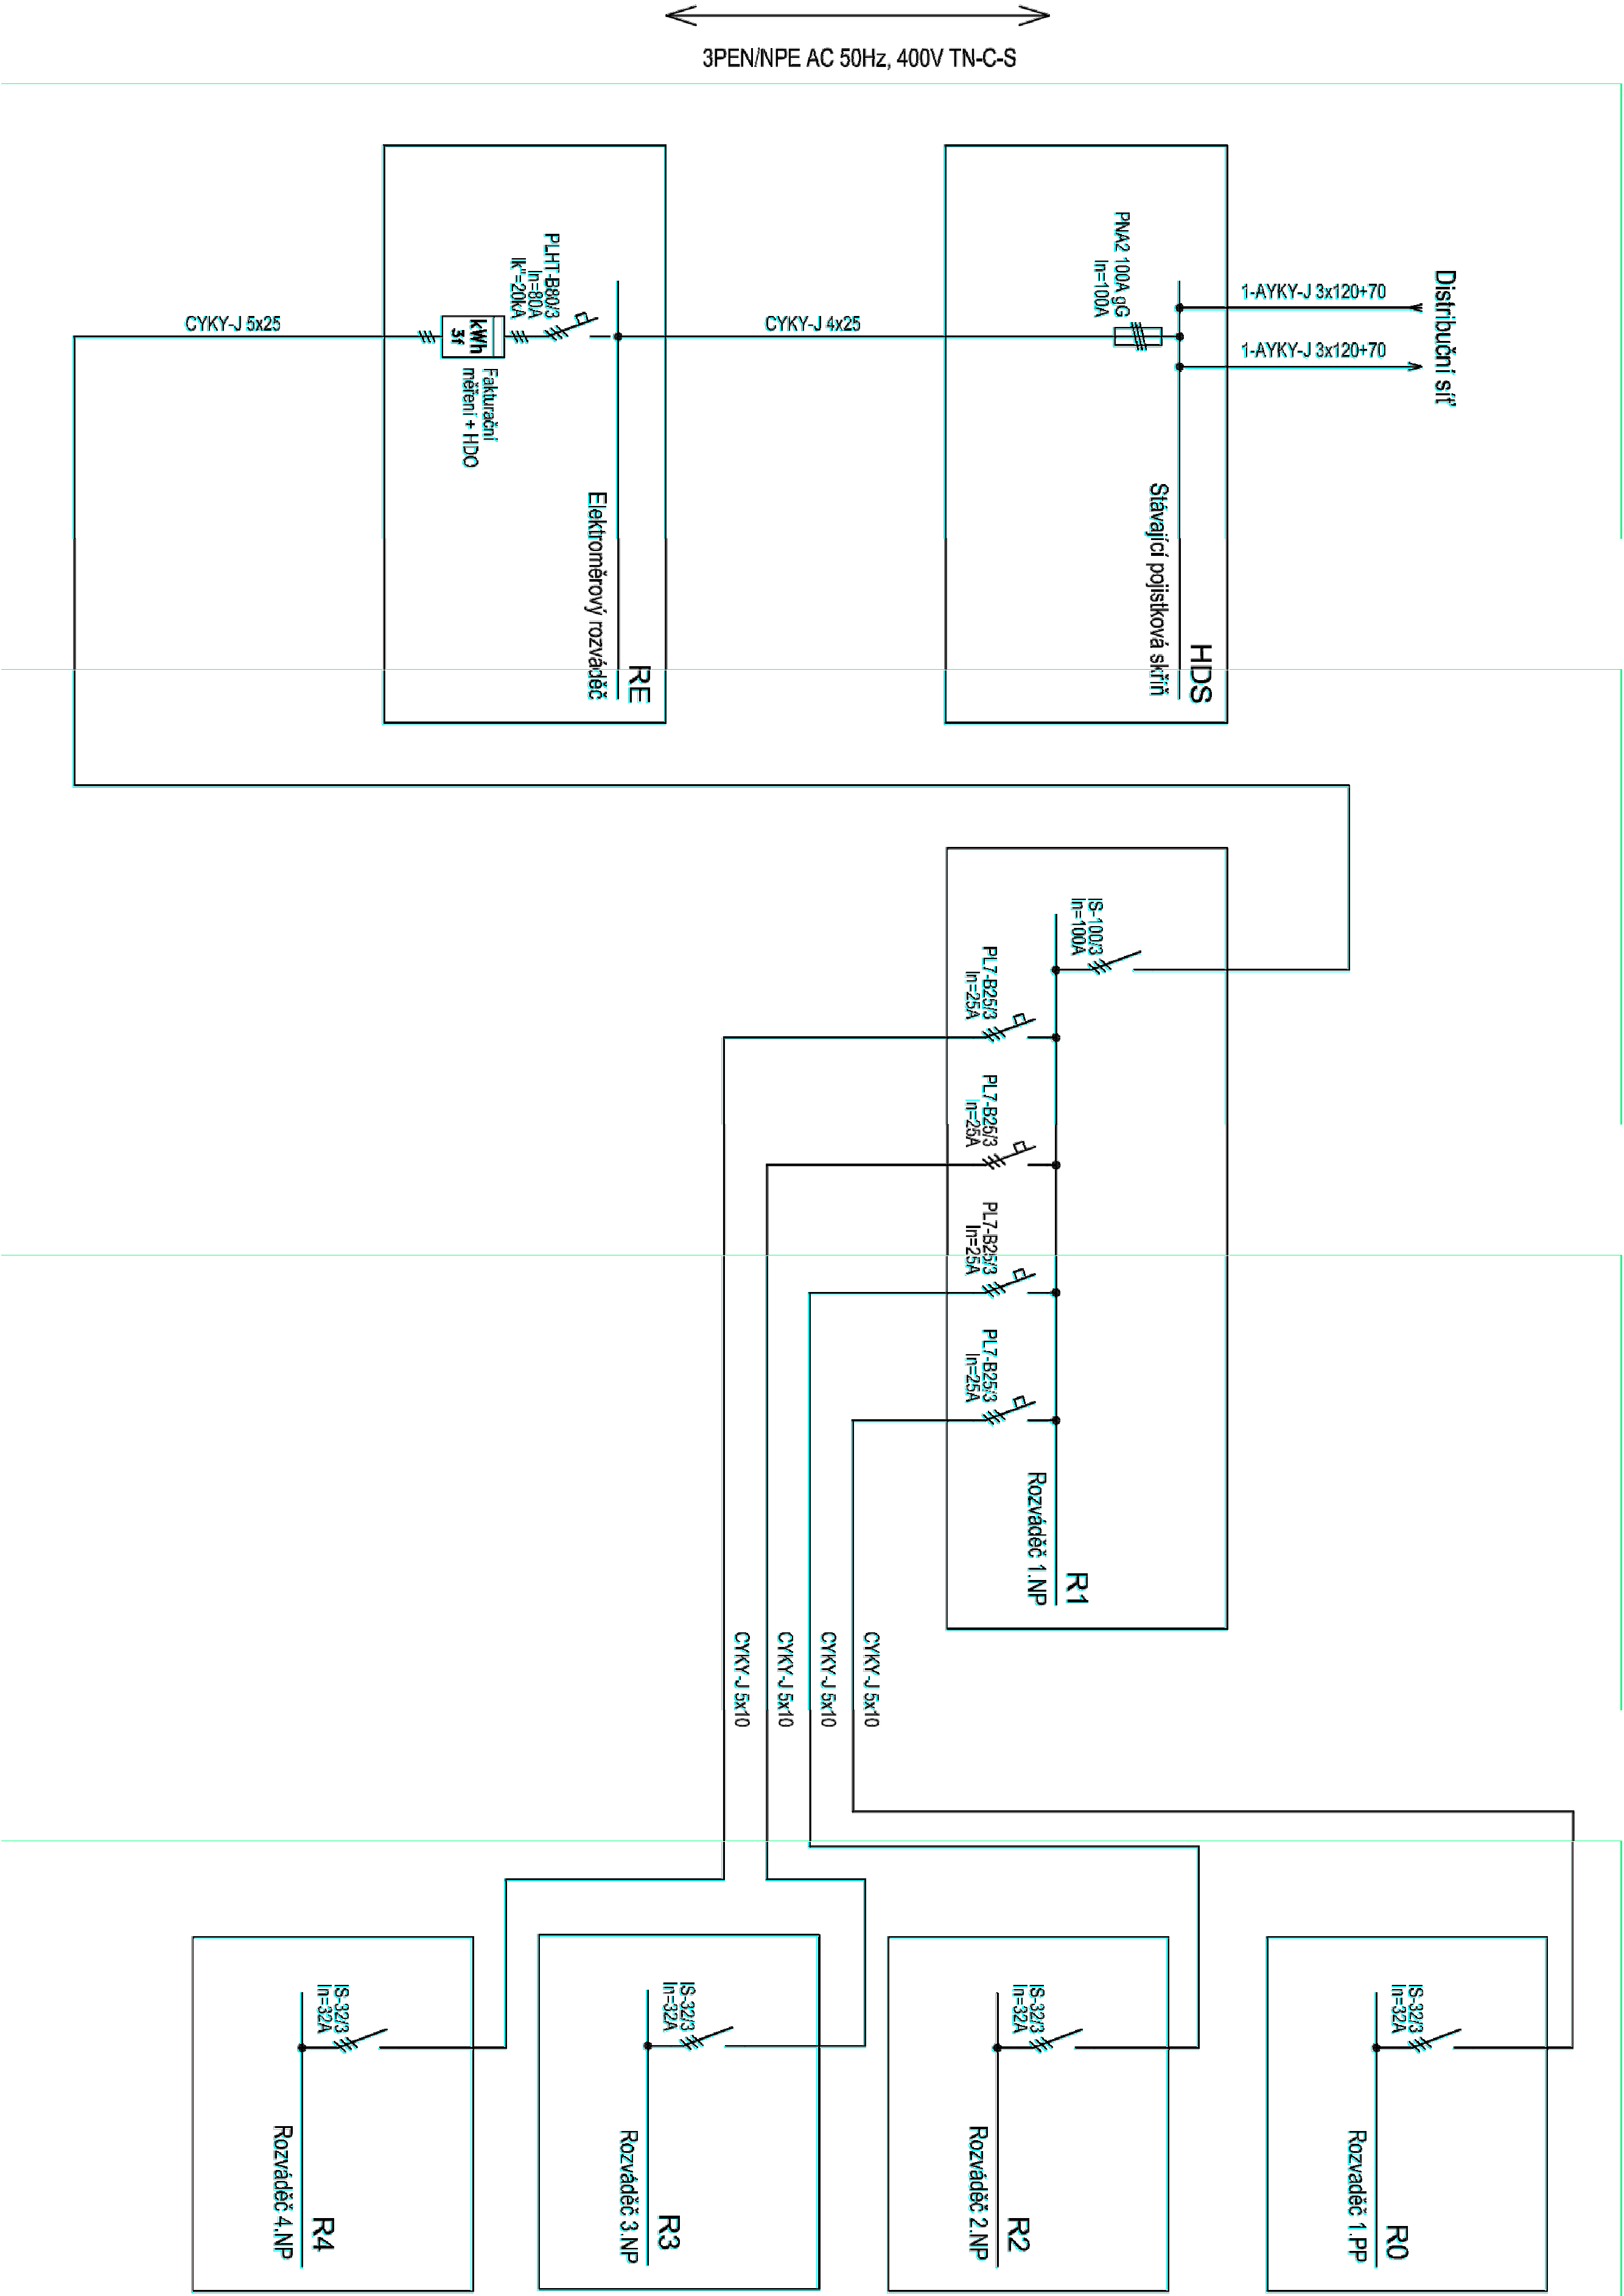 3PEN/NPE AC 50Hz, 400V TN-C-S
Distribuční síť
1-AYKY-J 3x120+70
1-AYKY-J 3x120+70
HDS
Stávající pojistková skříň
PNA2 100A gG
In=100A
CYKY-J 4x25
RE
Elektroměrový rozváděč
PLHT-B80/3
In=80A
Ik"=20kA
kWh
3f
Fakturační
měření + HDO
CYKY-J 5x25
R1
Rozváděč 1.NP
IS-100/3
In=100A
PL7-B25/3
In=25A
PL7-B25/3
In=25A
PL7-B25/3
In=25A
PL7-B25/3
In=25A
CYKY-J 5x10
CYKY-J 5x10
CYKY-J 5x10
CYKY-J 5x10
IS-32/3
In=32A
R0
Rozvaděč 1.PP
IS-32/3
In=32A
R2
Rozváděč 2.NP
IS-32/3
In=32A
R3
Rozváděč 3.NP
IS-32/3
In=32A
R4
Rozváděč 4.NP